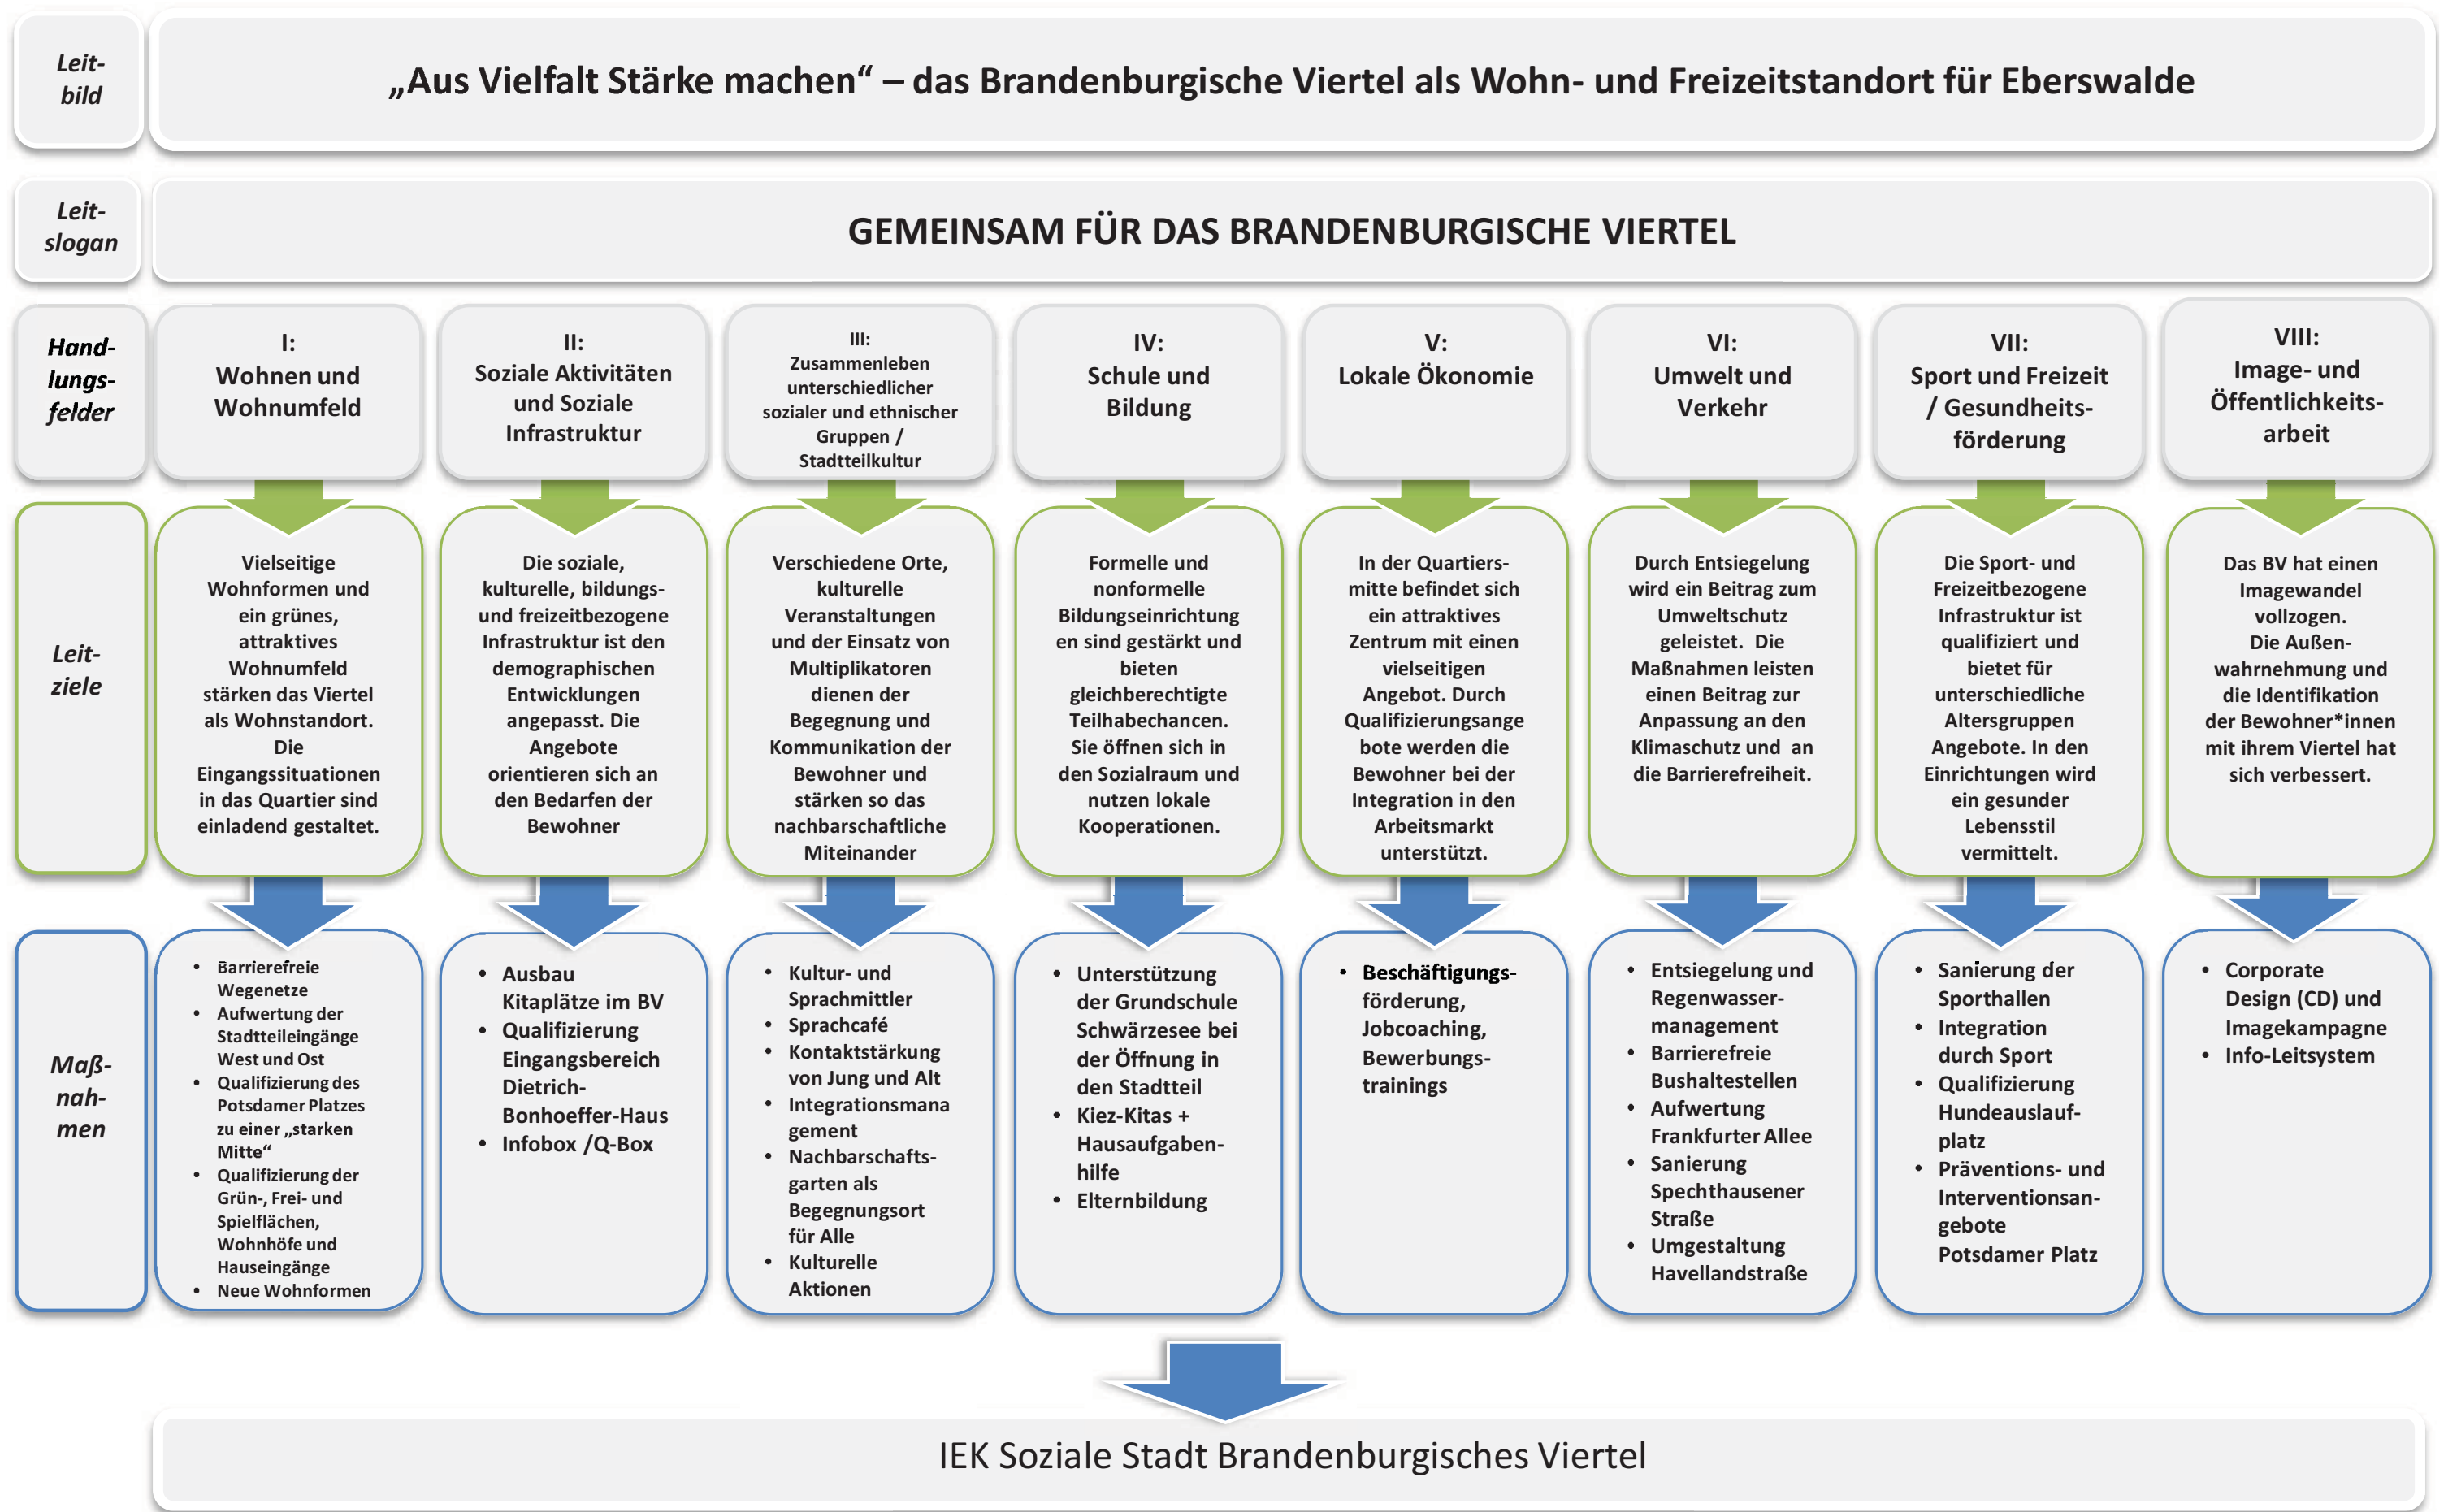 Leit-
bild
„Aus Vielfalt Stärke machen“ – das Brandenburgische Viertel als Wohn- und Freizeitstandort für Eberswalde
Leit-
slogan
GEMEINSAM FÜR DAS BRANDENBURGISCHE VIERTEL
Hand-
lungs-
felder
I:
Wohnen und
Wohnumfeld
II:
Soziale Aktivitäten
und Soziale
Infrastruktur
III:
Zusammenleben
unterschiedlicher
sozialer und ethnischer
Gruppen /
Stadtteilkultur
IV:
Schule und
Bildung
V:
Lokale Ökonomie
VI:
Umwelt und
Verkehr
VII:
Sport und Freizeit
/ Gesundheits-
förderung
VIII:
Image- und
Öffentlichkeits-
arbeit
Leit-
ziele
Vielseitige
Wohnformen und
ein grünes,
attraktives
Wohnumfeld
stärken das Viertel
als Wohnstandort.
Die
Eingangssituationen
in das Quartier sind
einladend gestaltet.
Die soziale,
kulturelle, bildungs-
und freizeitbezogene
Infrastruktur ist den
demographischen
Entwicklungen
angepasst. Die
Angebote
orientieren sich an
den Bedarfen der
Bewohner
Verschiedene Orte,
kulturelle
Veranstaltungen
und der Einsatz von
Multiplikatoren
dienen der
Begegnung und
Kommunikation der
Bewohner und
stärken so das
nachbarschaftliche
Miteinander
Formelle und
nonformelle
Bildungseinrichtung
en sind gestärkt und
bieten
gleichberechtigte
Teilhabechancen.
Sie öffnen sich in
den Sozialraum und
nutzen lokale
Kooperationen.
In der Quartiers-
mitte befindet sich
ein attraktives
Zentrum mit einen
vielseitigen
Angebot. Durch
Qualifizierungsange
bote werden die
Bewohner bei der
Integration in den
Arbeitsmarkt
unterstützt.
Durch Entsiegelung
wird ein Beitrag zum
Umweltschutz
geleistet. Die
Maßnahmen leisten
einen Beitrag zur
Anpassung an den
Klimaschutz und an
die Barrierefreiheit.
Die Sport- und
Freizeitbezogene
Infrastruktur ist
qualifiziert und
bietet für
unterschiedliche
Altersgruppen
Angebote. In den
Einrichtungen wird
ein gesunder
Lebensstil
vermittelt.
Das BV hat einen
Imagewandel
vollzogen.
Die Außen-
wahrnehmung und
die Identifikation
der Bewohner*innen
mit ihrem Viertel hat
sich verbessert.
Maß-
nah-
men
• Barrierefreie
Wegenetze
• Aufwertung der
Stadtteileingänge
West und Ost
• Qualifizierung des
Potsdamer Platzes
zu einer „starken
Mitte“
• Qualifizierung der
Grün-, Frei- und
Spielflächen,
Wohnhöfe und
Hauseingänge
• Neue Wohnformen
• Ausbau
Kitaplätze im BV
• Qualifizierung
Eingangsbereich
Dietrich-
Bonhoeffer-Haus
• Infobox /Q-Box
• Kultur- und
Sprachmittler
• Sprachcafé
• Kontaktstärkung
von Jung und Alt
• Integrationsmana
gement
• Nachbarschafts-
garten als
Begegnungsort
für Alle
• Kulturelle
Aktionen
• Unterstützung
der Grundschule
Schwärzesee bei
der Öffnung in
den Stadtteil
• Kiez-Kitas +
Hausaufgaben-
hilfe
• Elternbildung
• Beschäftigungs-
förderung,
Jobcoaching,
Bewerbungs-
trainings
• Entsiegelung und
Regenwasser-
management
• Barrierefreie
Bushaltestellen
• Aufwertung
Frankfurter Allee
• Sanierung
Spechthausener
Straße
• Umgestaltung
Havellandstraße
• Sanierung der
Sporthallen
• Integration
durch Sport
• Qualifizierung
Hundeauslauf-
platz
• Präventions- und
Interventionsan-
gebote
Potsdamer Platz
• Corporate
Design (CD) und
Imagekampagne
• Info-Leitsystem
IEK Soziale Stadt Brandenburgisches Viertel